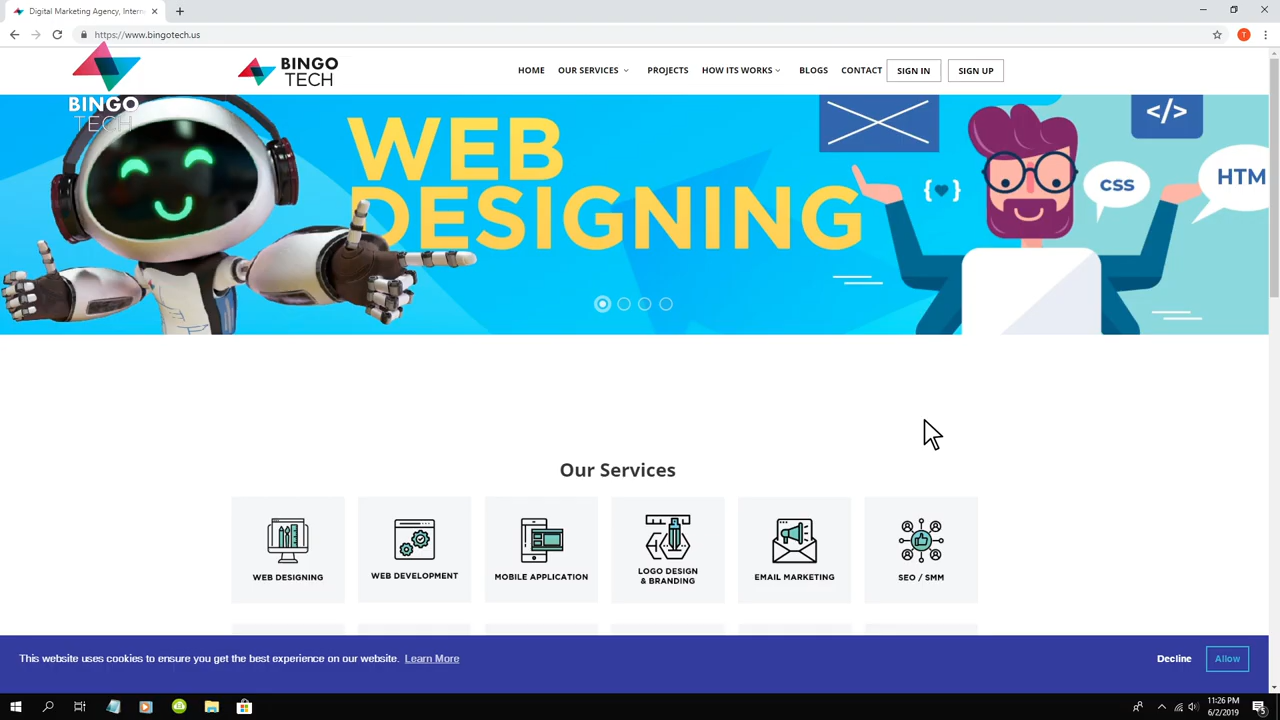 Digital Marketing Agency, Intern
https://www.bingotech.us
T
BINGO
TECH
BINGO
TECH
HOME
OUR SERVICES
PROJECTS
HOW ITS WORKS
BLOGS
CONTACT
SIGN IN
SIGN UP
WEB
DESIGNING
</>
{ }
CSS
HTM
Our Services
WEB DESIGNING
WEB DEVELOPMENT
MOBILE APPLICATION
LOGO DESIGN
& BRANDING
EMAIL MARKETING
SEO / SMM
This website uses cookies to ensure you get the best experience on our website. Learn More
Decline
Allow
11:26 PM
6/2/2019
5